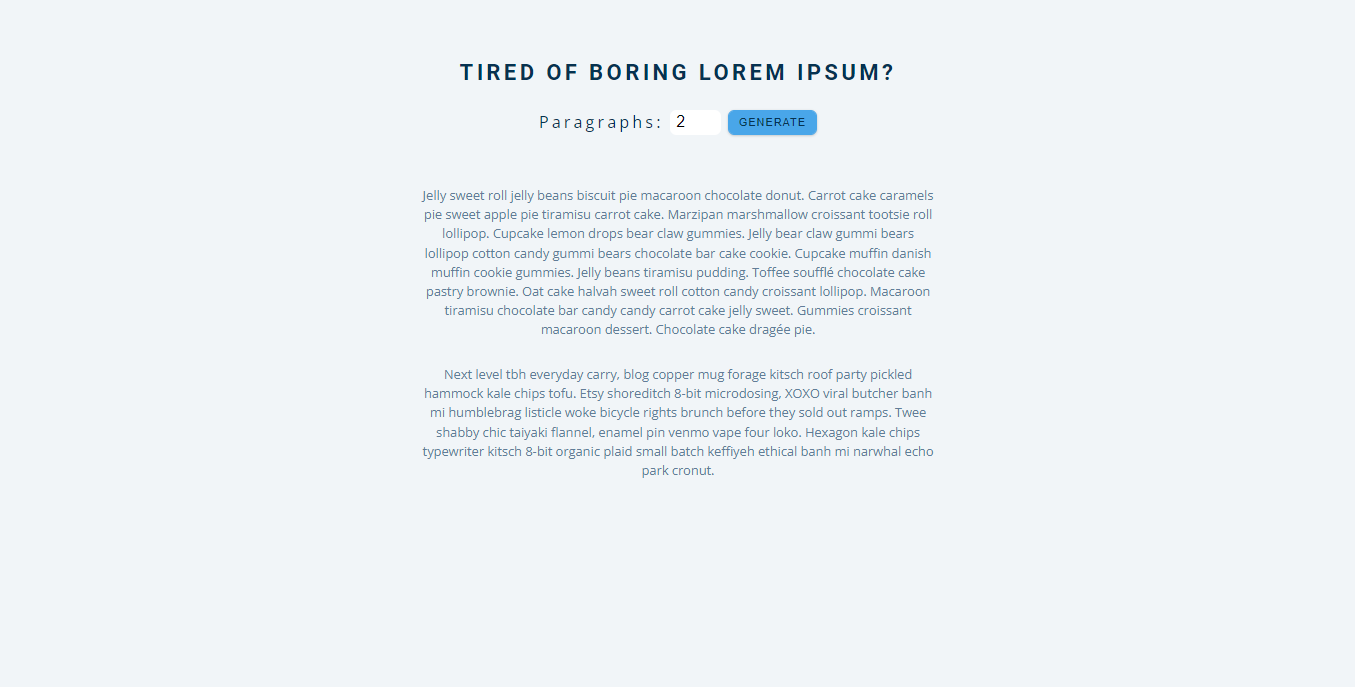 TIRED OF BORING LOREM IPSUM?
Paragraphs: 2 GENERATE
Jelly sweet roll jelly beans biscuit pie macaroon chocolate donut. Carrot cake caramels
pie sweet apple pie tiramisu carrot cake. Marzipan marshmallow croissant tootsie roll
lollipop. Cupcake lemon drops bear claw gummies. Jelly bear claw gummi bears
lollipop cotton candy gummi bears chocolate bar cake cookie. Cupcake muffin danish
muffin cookie gummies. Jelly beans tiramisu pudding. Toffee soufflé chocolate cake
pastry brownie. Oat cake halvah sweet roll cotton candy croissant lollipop. Macaroon
tiramisu chocolate bar candy candy carrot cake jelly sweet. Gummies croissant
macaroon dessert. Chocolate cake dragée pie.
Next level tbh everyday carry, blog copper mug forage kitsch roof party pickled
hammock kale chips tofu. Etsy shoreditch 8-bit microdosing, XOXO viral butcher banh
mi humblebrag listicle woke bicycle rights brunch before they sold out ramps. Twee
shabby chic taiyaki flannel, enamel pin venmo vape four loko. Hexagon kale chips
typewriter kitsch 8-bit organic plaid small batch keffiyeh ethical banh mi narwhal echo
park cronut.